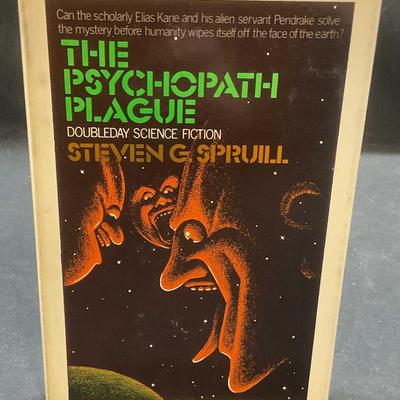 Can the scholarly Elias Kane and his alien servant Pendrake solve
the mystery before humanity wipes itself off the face of the earth?
THE
PSYCHOPATH
PLAGUE
DOUBLEDAY SCIENCE FICTION
STEVEN G. SPRUILL